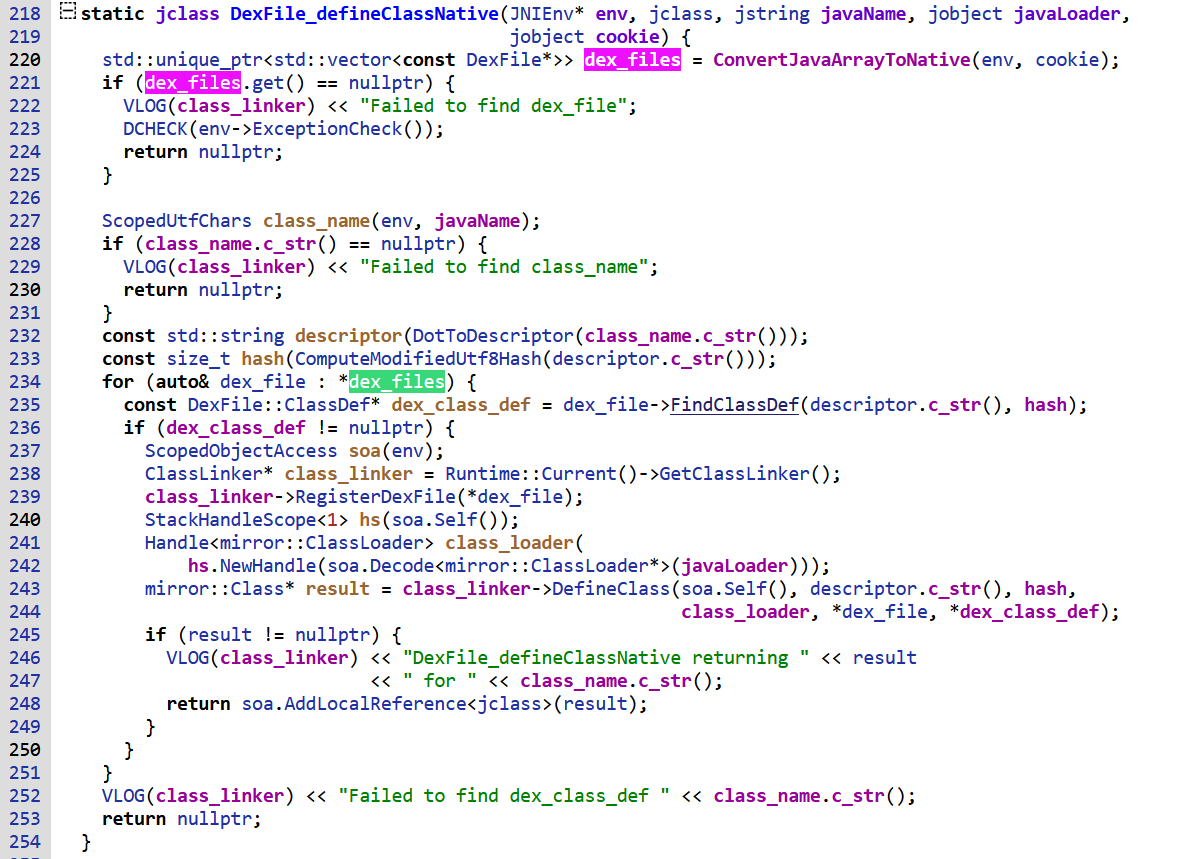 218 static jclass DexFile_defineClassNative(JNIEnv* env, jclass, jstring javaName, jobject javaLoader,
219                                         jobject cookie) {
220   std::unique_ptr<std::vector<const DexFile*>> dex_files = ConvertJavaArrayToNative(env, cookie);
221   if (dex_files.get() == nullptr) {
222     VLOG(class_linker) << "Failed to find dex_file";
223     DCHECK(env->ExceptionCheck());
224     return nullptr;
225   }
226
227   ScopedUtfChars class_name(env, javaName);
228   if (class_name.c_str() == nullptr) {
229     VLOG(class_linker) << "Failed to find class_name";
230     return nullptr;
231   }
232   const std::string descriptor(DotToDescriptor(class_name.c_str()));
233   const size_t hash(ComputeModifiedUtf8Hash(descriptor.c_str()));
234   for (auto& dex_file : *dex_files) {
235     const DexFile::ClassDef* dex_class_def = dex_file->FindClassDef(descriptor.c_str(), hash);
236     if (dex_class_def != nullptr) {
237       ScopedObjectAccess soa(env);
238       ClassLinker* class_linker = Runtime::Current()->GetClassLinker();
239       class_linker->RegisterDexFile(*dex_file);
240       StackHandleScope<1> hs(soa.Self());
241       Handle<mirror::ClassLoader> class_loader(
242           hs.NewHandle(soa.Decode<mirror::ClassLoader*>(javaLoader)));
243       mirror::Class* result = class_linker->DefineClass(soa.Self(), descriptor.c_str(), hash,
244                                                         class_loader, *dex_file, *dex_class_def);
245       if (result != nullptr) {
246         VLOG(class_linker) << "DexFile_defineClassNative returning " << result
247                            << " for " << class_name.c_str();
248         return soa.AddLocalReference<jclass>(result);
249       }
250     }
251   }
252   VLOG(class_linker) << "Failed to find dex_class_def " << class_name.c_str();
253   return nullptr;
254 }